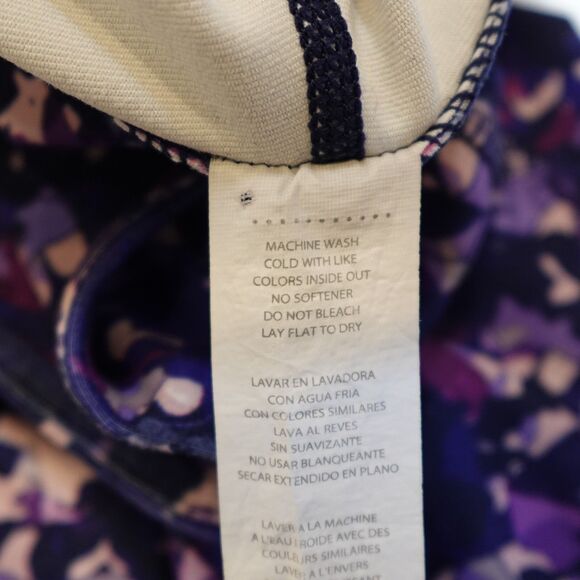 MACHINE WASH
COLD WITH LIKE
COLORS INSIDE OUT
NO SOFTENER
DO NOT BLEACH
LAY FLAT TO DRY
LAVAR EN LAVADORA
CON AGUA FRIA
CON COLORES SIMILARES
LAVA AL REVES
SIN SUAVIZANTE
NO USAR BLANQUEANTE
SECAR EXTENDIDO EN PLANO
LAVER A LA MACHINE
A L'EAU FROIDE AVEC DES
COULEURS SIMILAIRES
LAVER A L'ENVERS